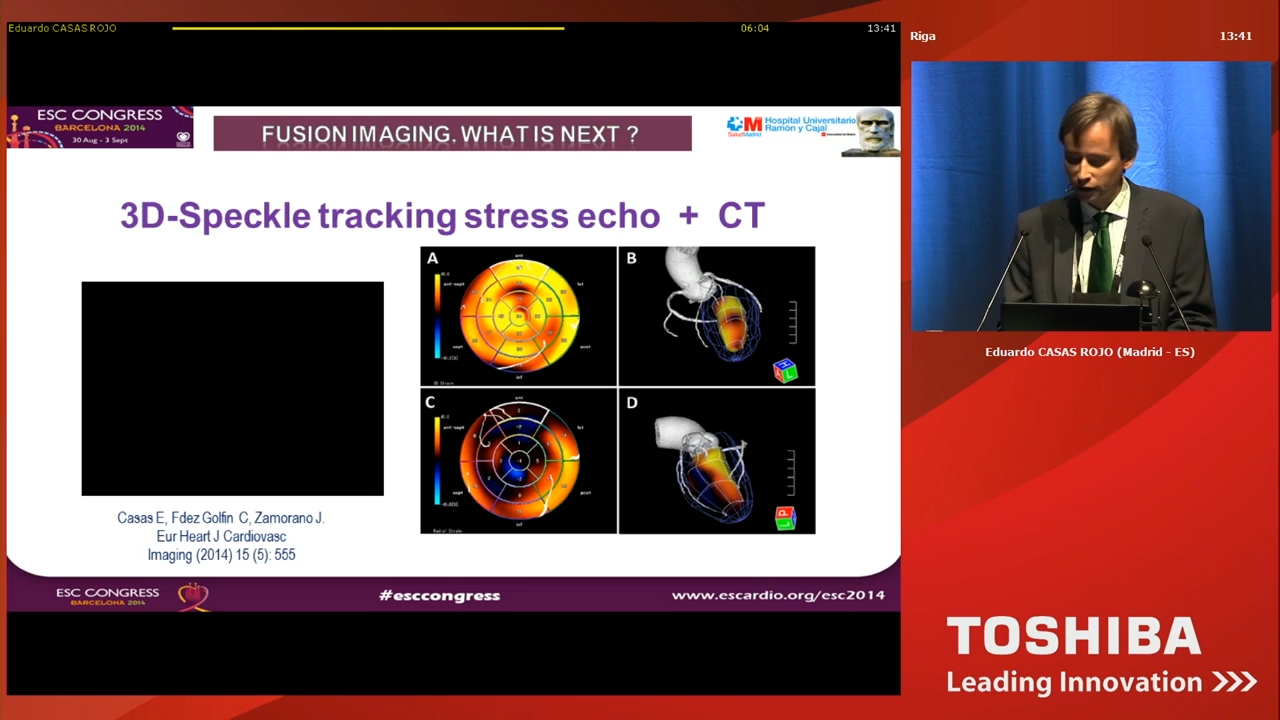 Eduardo CASAS ROJO
06:04
13:41
Riga
13:41
ESC CONGRESS
BARCELONA 2014
30 Aug - 3 Sept
FUSION IMAGING. WHAT IS NEXT ?
SaludMadrid
Hospital Universitario
Ramón y Cajal
3D-Speckle tracking stress echo + CT
A
B
C
D
Eduardo CASAS ROJO (Madrid - ES)
Casas E, Fdez Golfin C, Zamorano J.
Eur Heart J Cardiovasc
Imaging (2014) 15 (5): 555
ESC CONGRESS
BARCELONA 2014
#esccongress
www.escardio.org/esc2014
TOSHIBA
Leading Innovation >>>